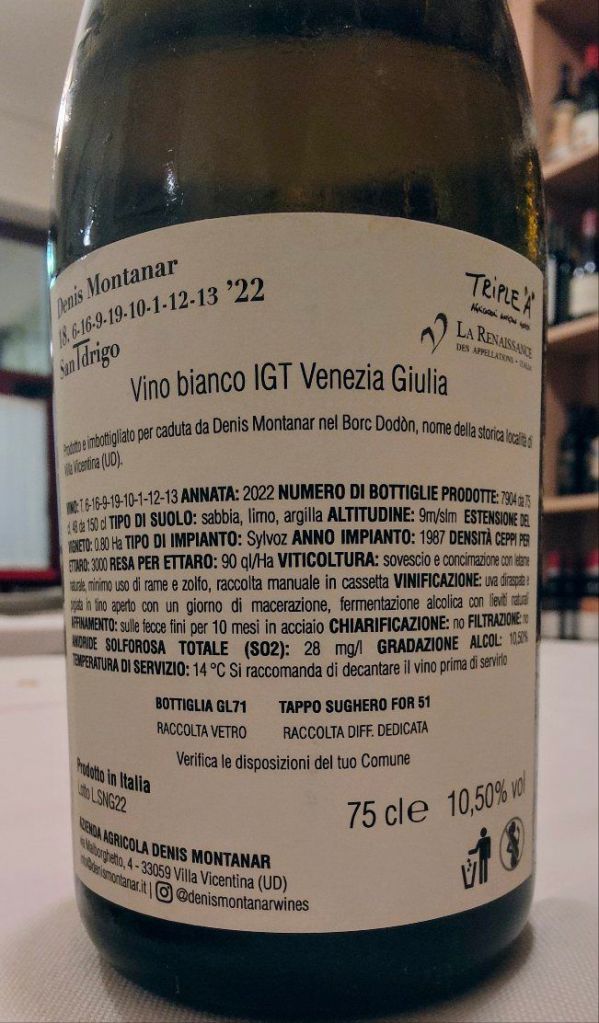 Denis Montanar
18. 6-16-9-19-10-1-12-13 '22
SanTdrigo
TRiPLE "A"
LA RENAISSANCE
DES APPELLATIONS - ITALIA
Vino bianco IGT Venezia Giulia
Prodotto e imbottigliato per caduta da Denis Montanar nel Borc Dodòn, nome della storica località di
Villa Vicentina (UD).
VINO: T. 6-16-9-19-10-1-12-13 ANNATA: 2022 NUMERO DI BOTTIGLIE PRODOTTE: 7904 da 75
cl, 48 da 150 cl TIPO DI SUOLO: sabbia, limo, argilla ALTITUDINE: 9m/slm ESTENSIONE DEL
VIGNETO: 0.80 Ha TIPO DI IMPIANTO: Sylvoz ANNO IMPIANTO: 1987 DENSITÀ CEPPI PER
ETTARO: 3000 RESA PER ETTARO: 90 ql/Ha VITICOLTURA: sovescio e concimazione con letame
naturale, minimo uso di rame e zolfo, raccolta manuale in cassetta VINIFICAZIONE: uva diraspata e
pigiata in tino aperto con un giorno di macerazione, fermentazione alcolica con lieviti naturali
AFFINAMENTO: sulle fecce fini per 10 mesi in acciaio CHIARIFICAZIONE: no FILTRAZIONE: no
ANIDRIDE SOLFOROSA TOTALE (SO2): 28 mg/l GRADAZIONE ALCOL: 10,50%
TEMPERATURA DI SERVIZIO: 14 °C Si raccomanda di decantare il vino prima di servirlo
BOTTIGLIA GL71 TAPPO SUGHERO FOR 51
RACCOLTA VETRO RACCOLTA DIFF. DEDICATA
Verifica le disposizioni del tuo Comune
Prodotto in Italia
Lotto L.SNG22
75 cl e 10,50% vol
AZIENDA AGRICOLA DENIS MONTANAR
via Malborghetto, 4 - 33059 Villa Vicentina (UD)
info@denismontanar.it | @denismontanarwines